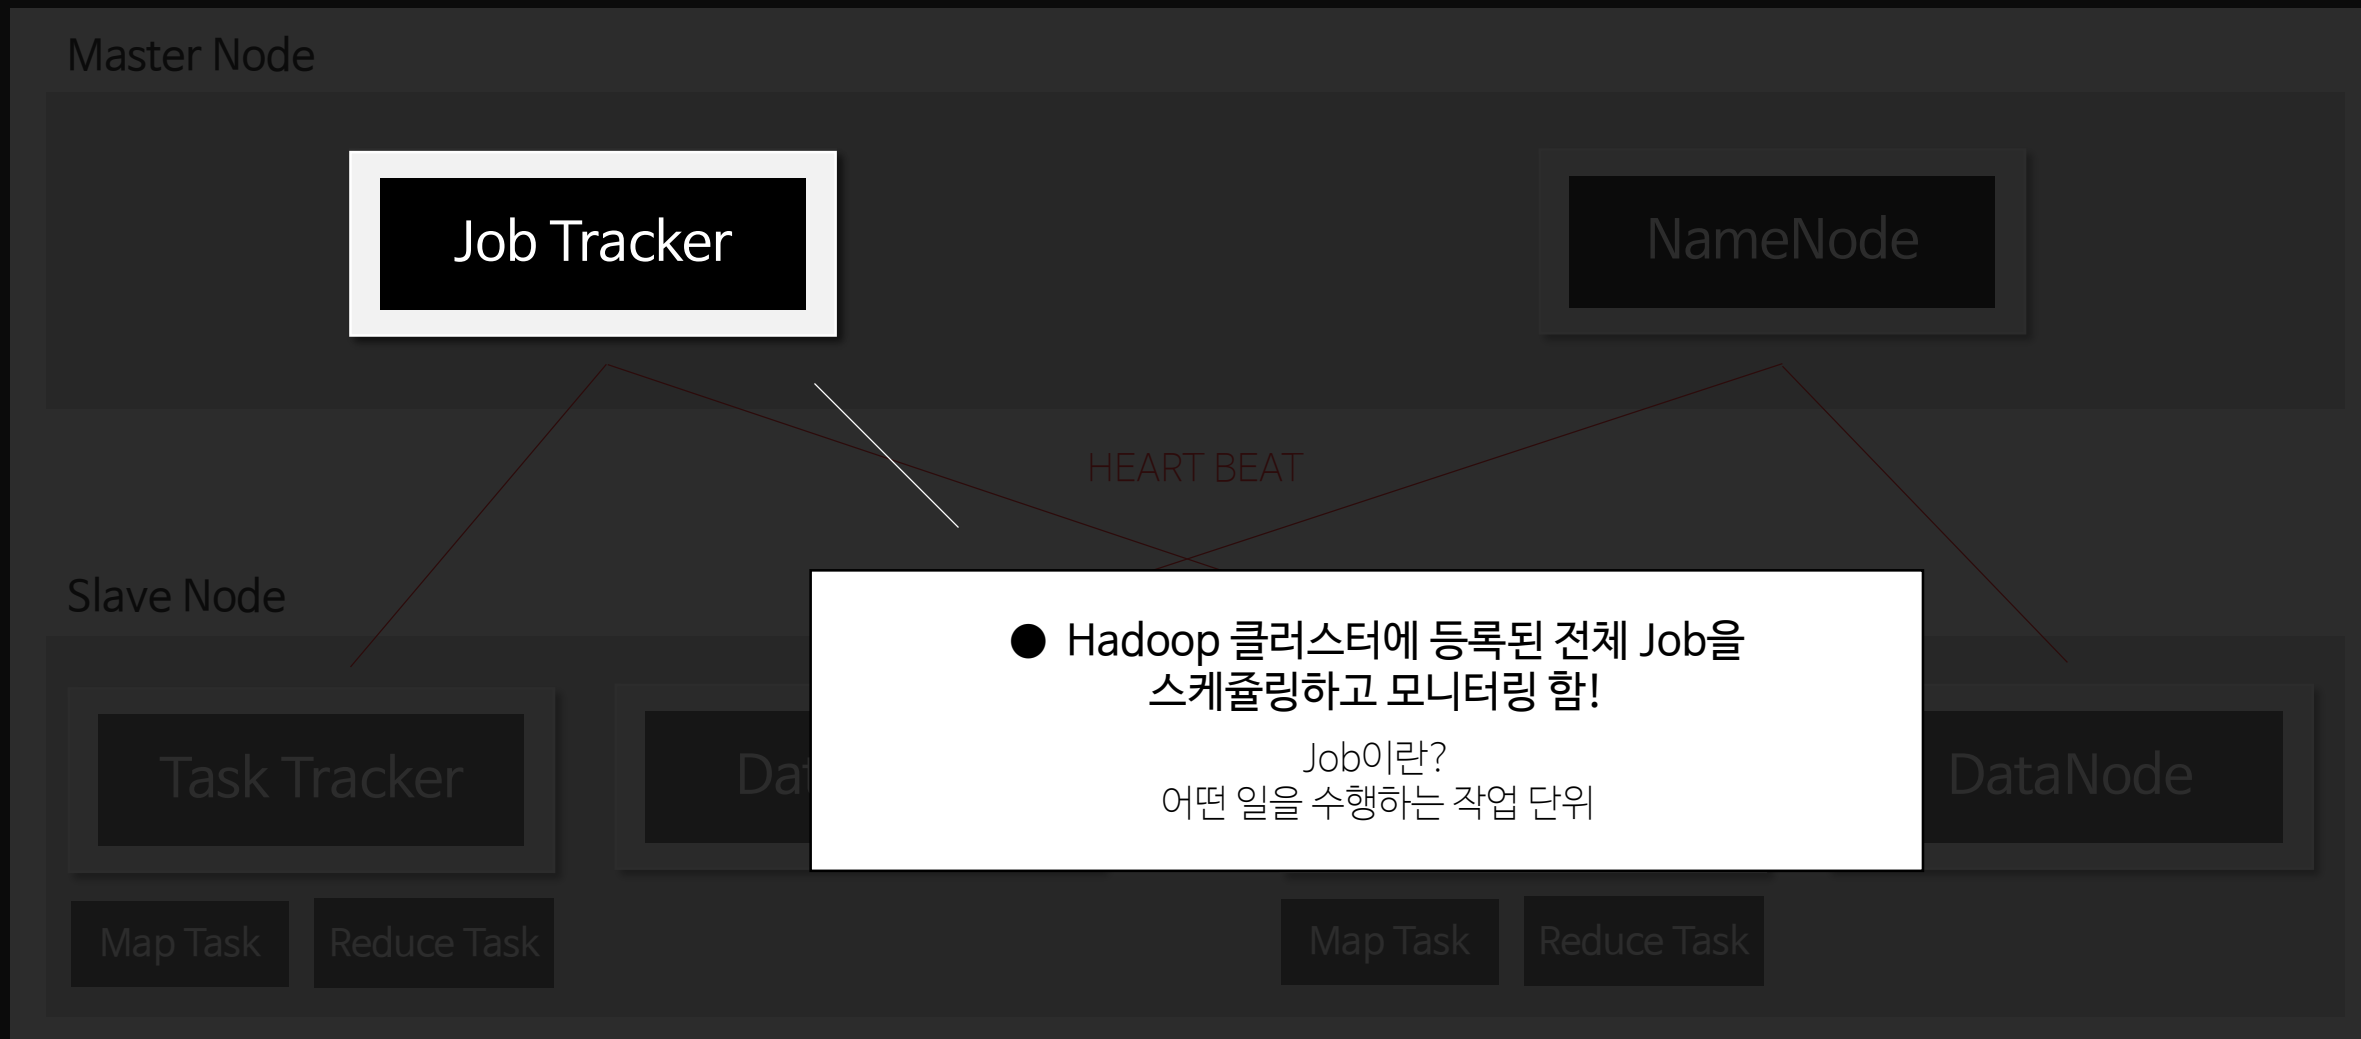 Master Node
Job Tracker
NameNode
HEART BEAT
Slave Node
● Hadoop 클러스터에 등록된 전체 Job을
스케쥴링하고 모니터링 함!
Job이란?
어떤 일을 수행하는 작업 단위
Task Tracker
DataNode
Map Task
Reduce Task
Map Task
Reduce Task